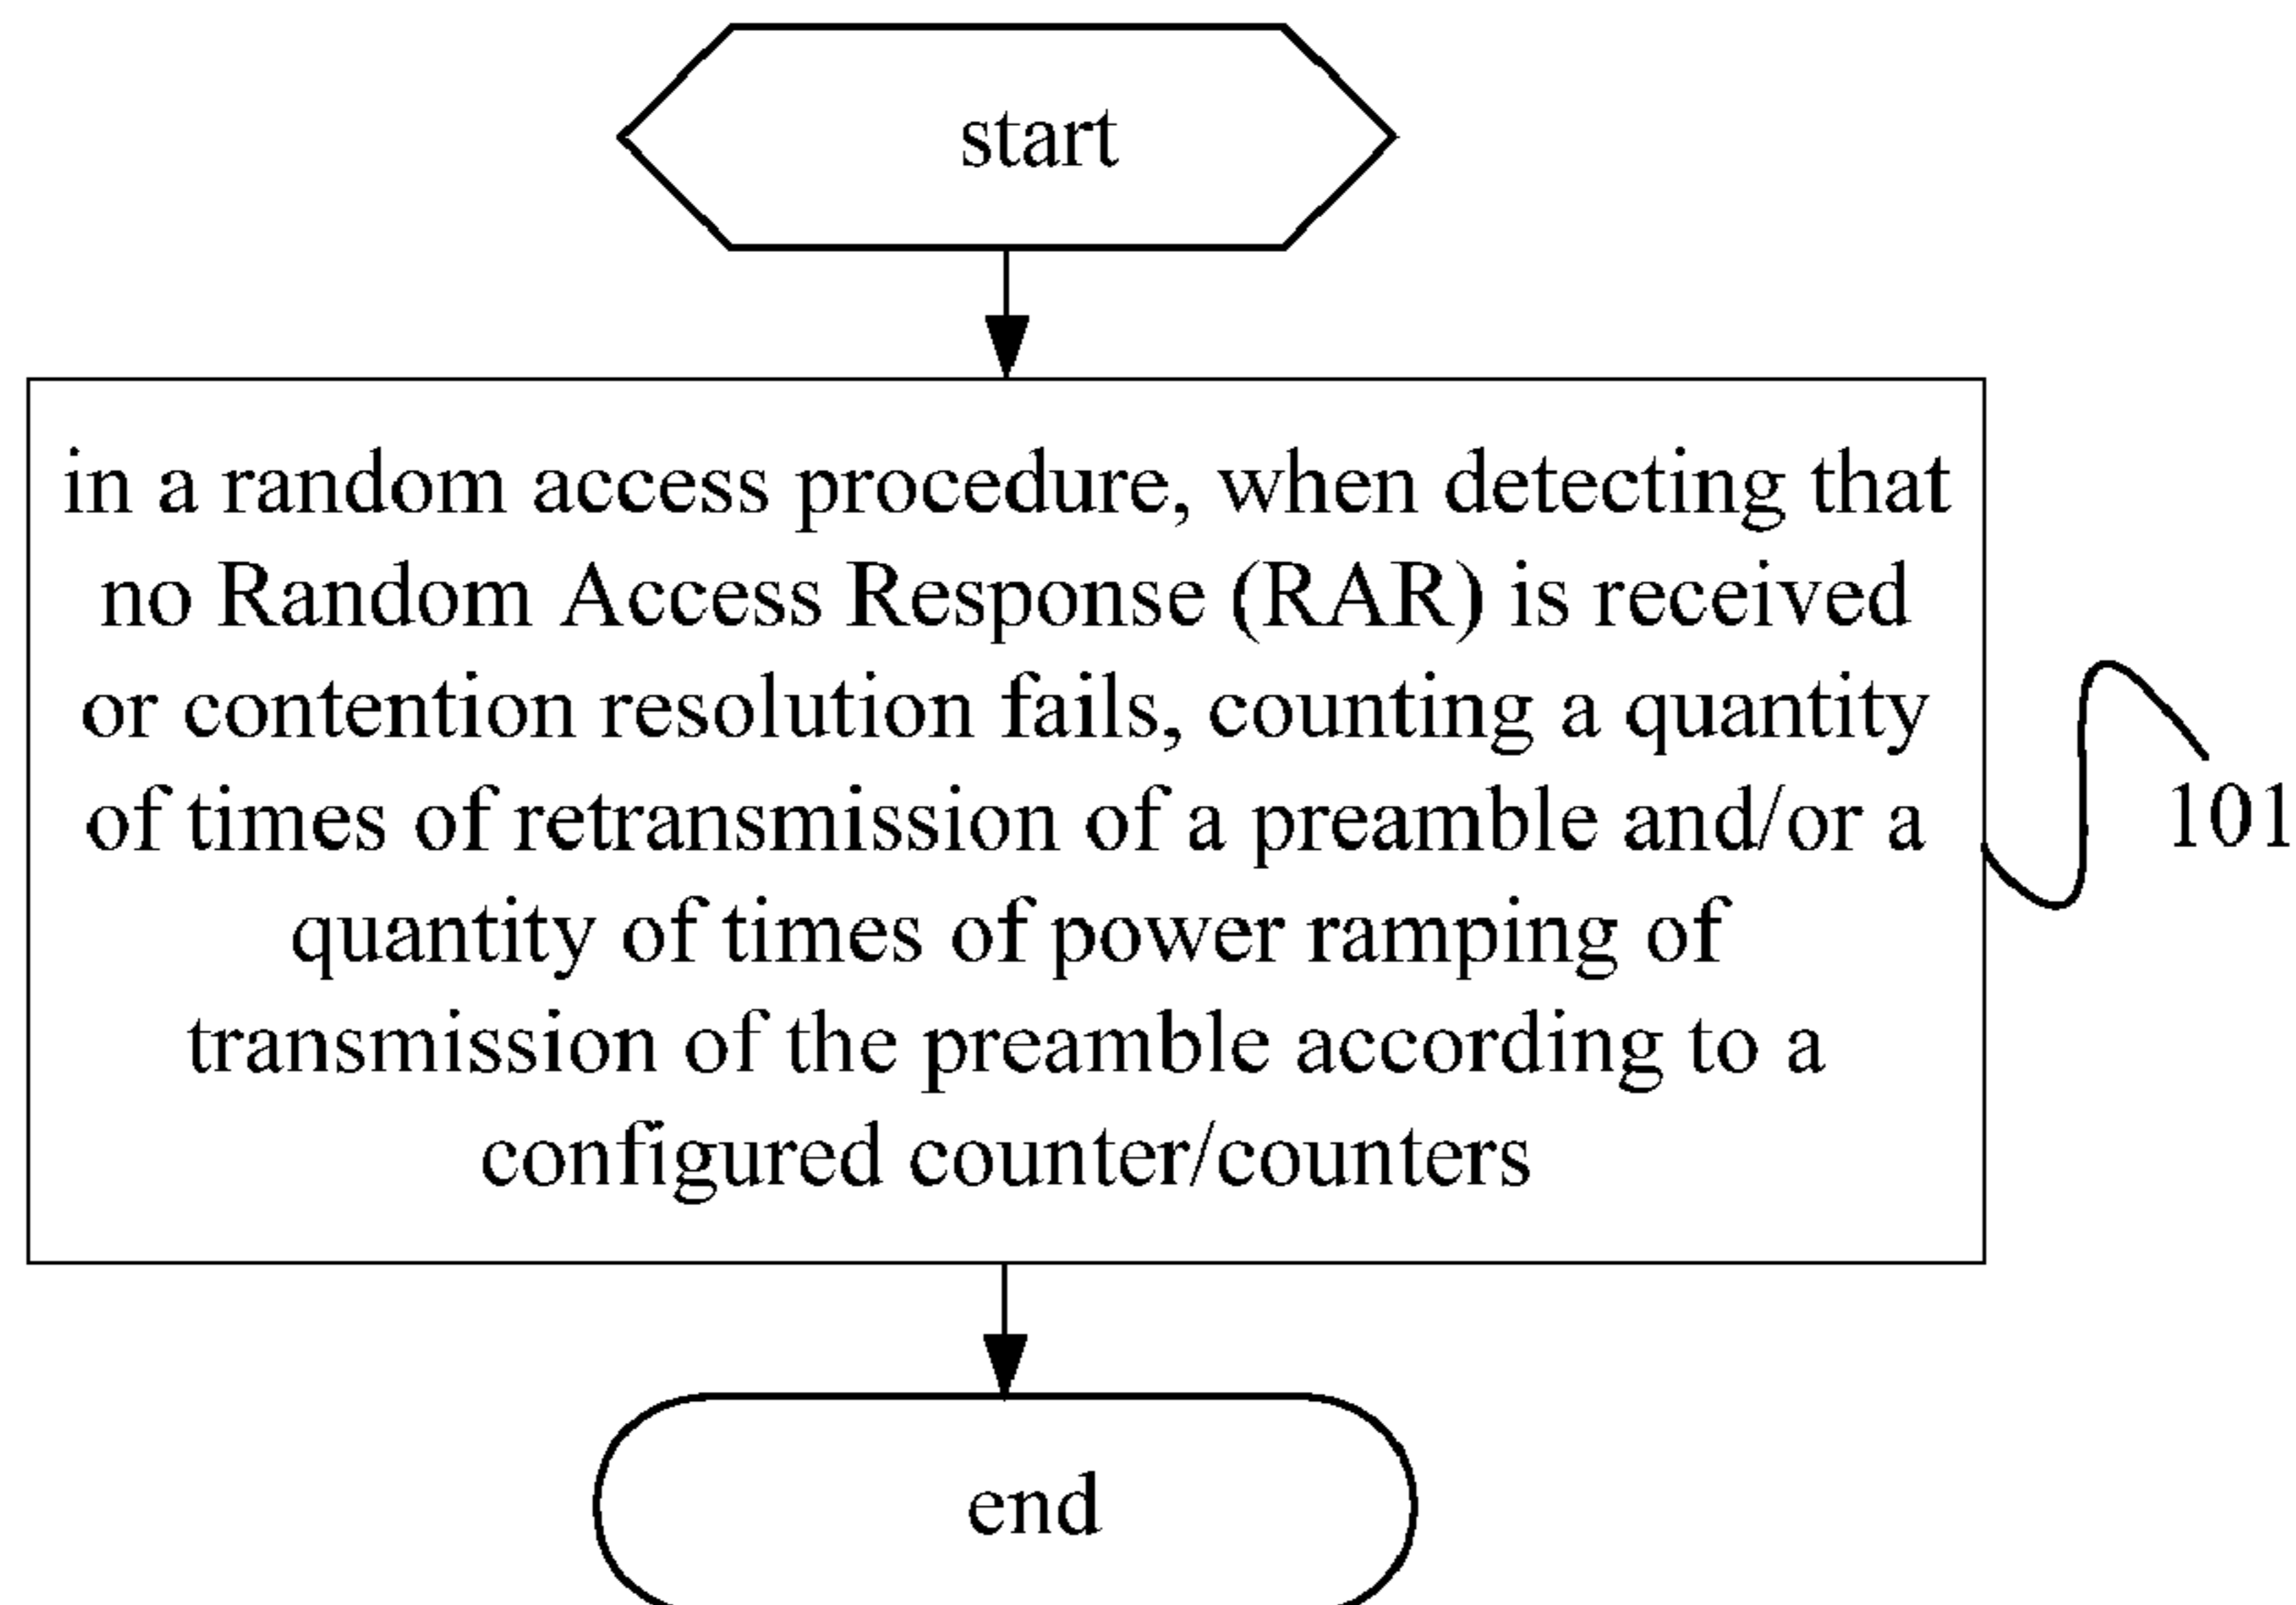 start
in a random access procedure, when detecting that
no Random Access Response (RAR) is received
or contention resolution fails, counting a quantity
of times of retransmission of a preamble and/or a
quantity of times of power ramping of
transmission of the preamble according to a
configured counter/counters
101
end